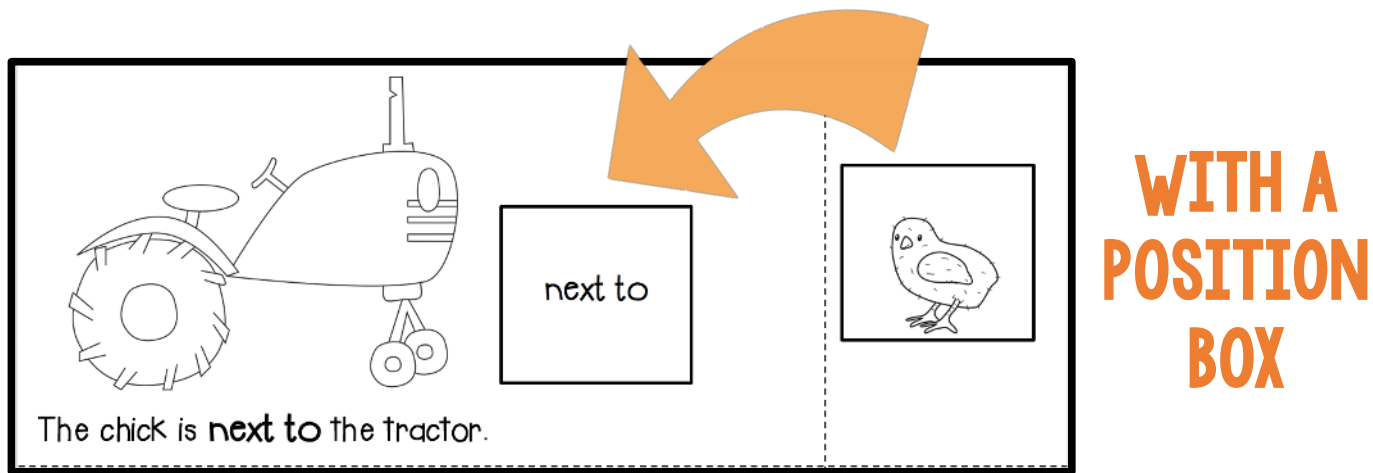 next to
The chick is next to the tractor.
WITH A
POSITION
BOX